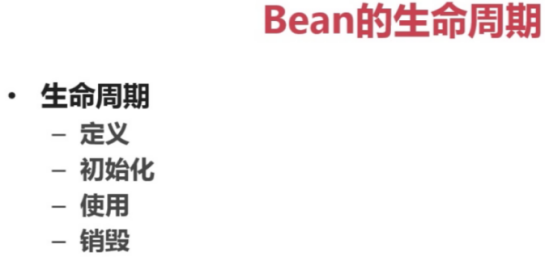 Bean的生命周期
• 生命周期
– 定义
– 初始化
– 使用
– 销毁